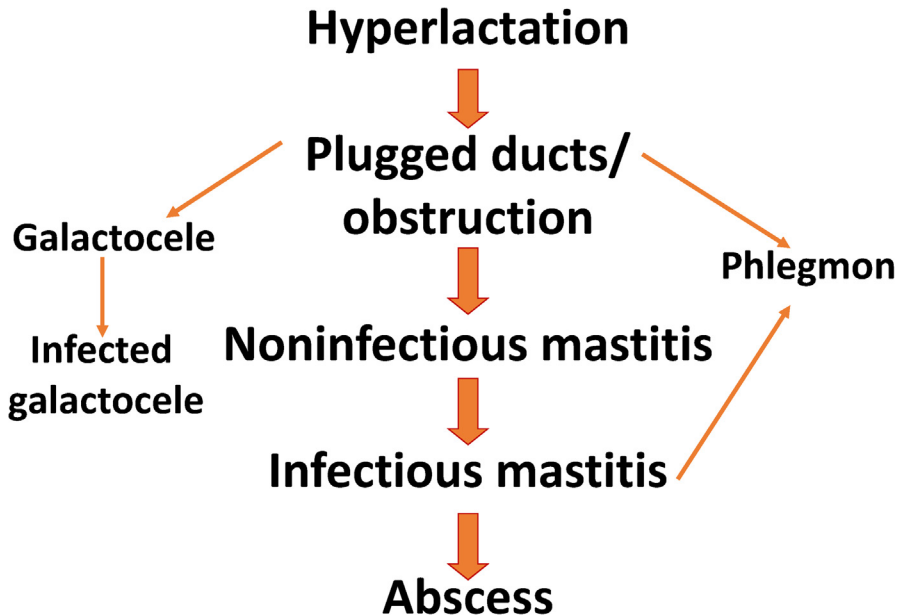 Hyperlactation
Plugged ducts/
obstruction
Galactocele
Phlegmon
Infected
galactocele
Noninfectious mastitis
Infectious mastitis
Abscess